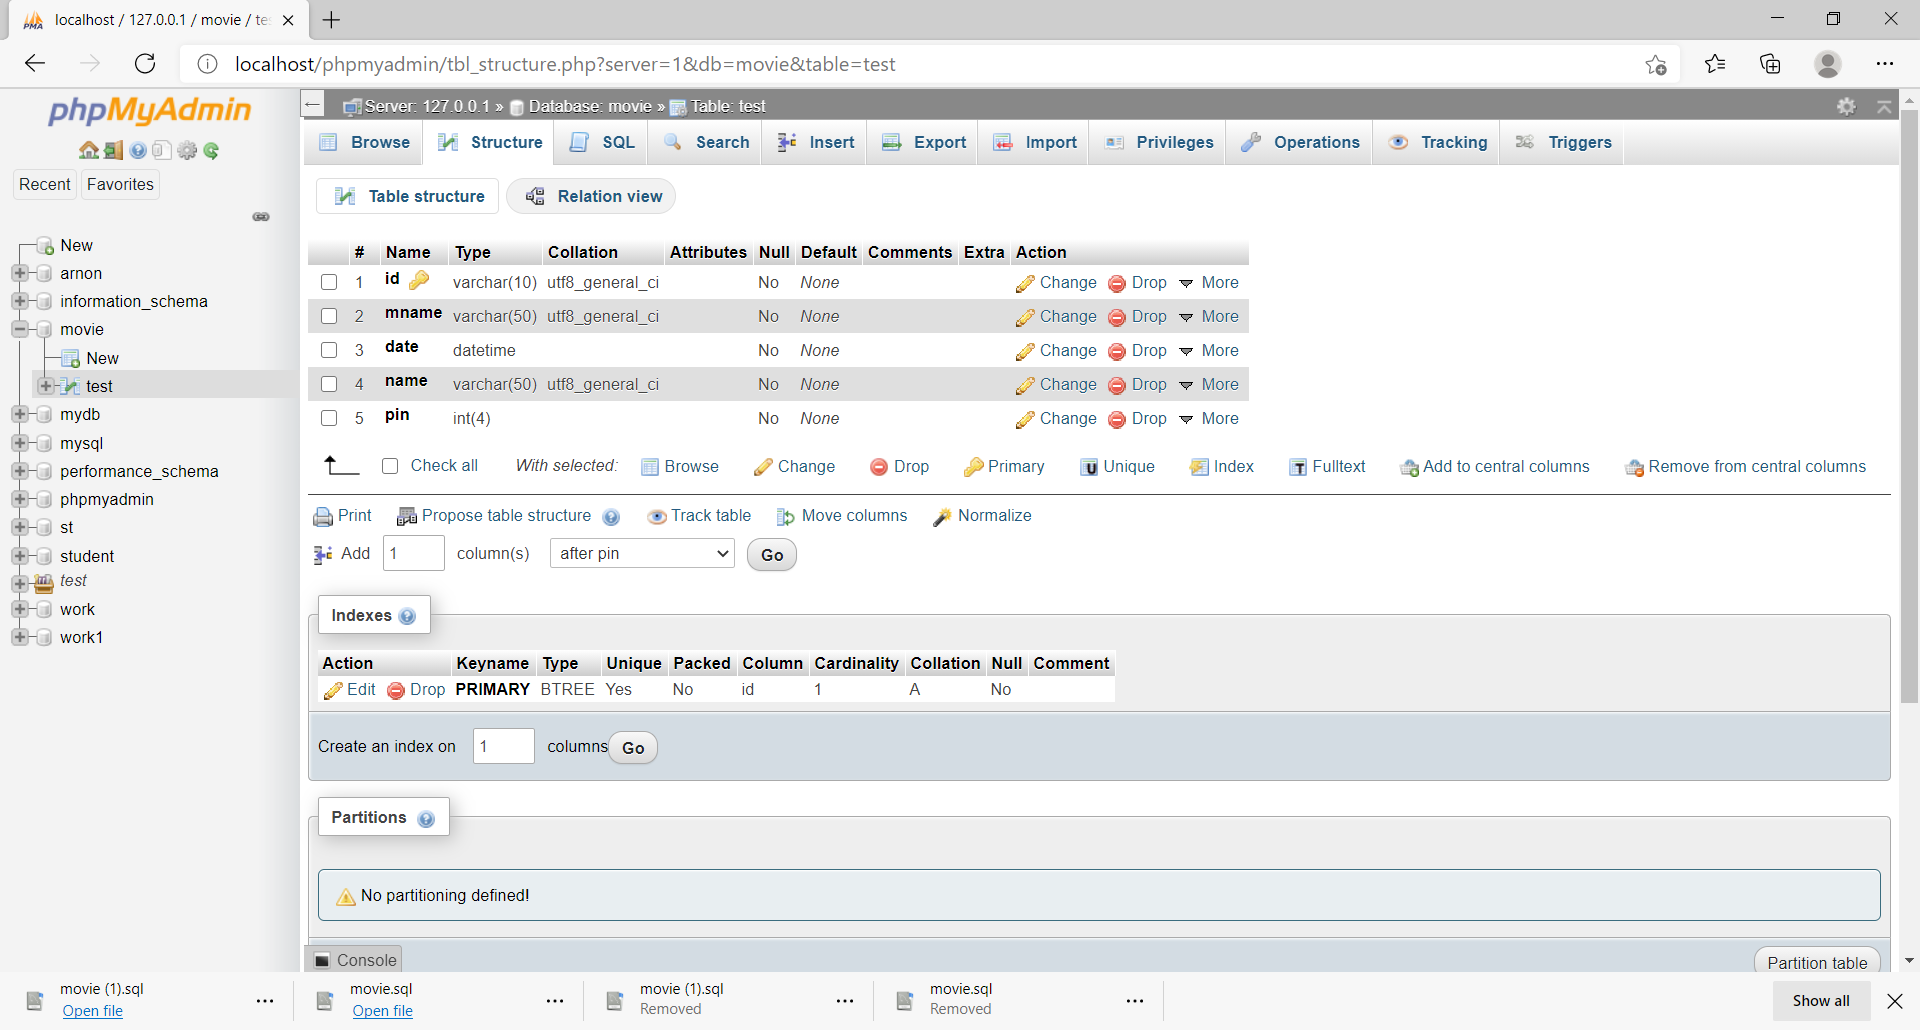 localhost / 127.0.0.1 / movie / te
localhost/phpmyadmin/tbl_structure.php?server=1&db=movie&table=test
phpMyAdmin
Recent Favorites
New
arnon
information_schema
movie
New
test
mydb
mysql
performance_schema
phpmyadmin
st
student
test
work
work1
Server: 127.0.0.1 » Database: movie » Table: test
Browse Structure SQL Search Insert Export Import Privileges Operations Tracking Triggers
Table structure Relation view
# Name Type Collation Attributes Null Default Comments Extra Action
1 id varchar(10) utf8_general_ci No None Change Drop More
2 mname varchar(50) utf8_general_ci No None Change Drop More
3 date datetime No None Change Drop More
4 name varchar(50) utf8_general_ci No None Change Drop More
5 pin int(4) No None Change Drop More
Check all With selected: Browse Change Drop Primary Unique Index Fulltext Add to central columns Remove from central columns
Print Propose table structure Track table Move columns Normalize
Add 1 column(s) after pin Go
Indexes
Action Keyname Type Unique Packed Column Cardinality Collation Null Comment
Edit Drop PRIMARY BTREE Yes No id 1 A No
Create an index on 1 columns Go
Partitions
No partitioning defined!
Console
Partition table
movie (1).sql
Open file
movie.sql
Open file
movie (1).sql
Removed
movie.sql
Removed
Show all